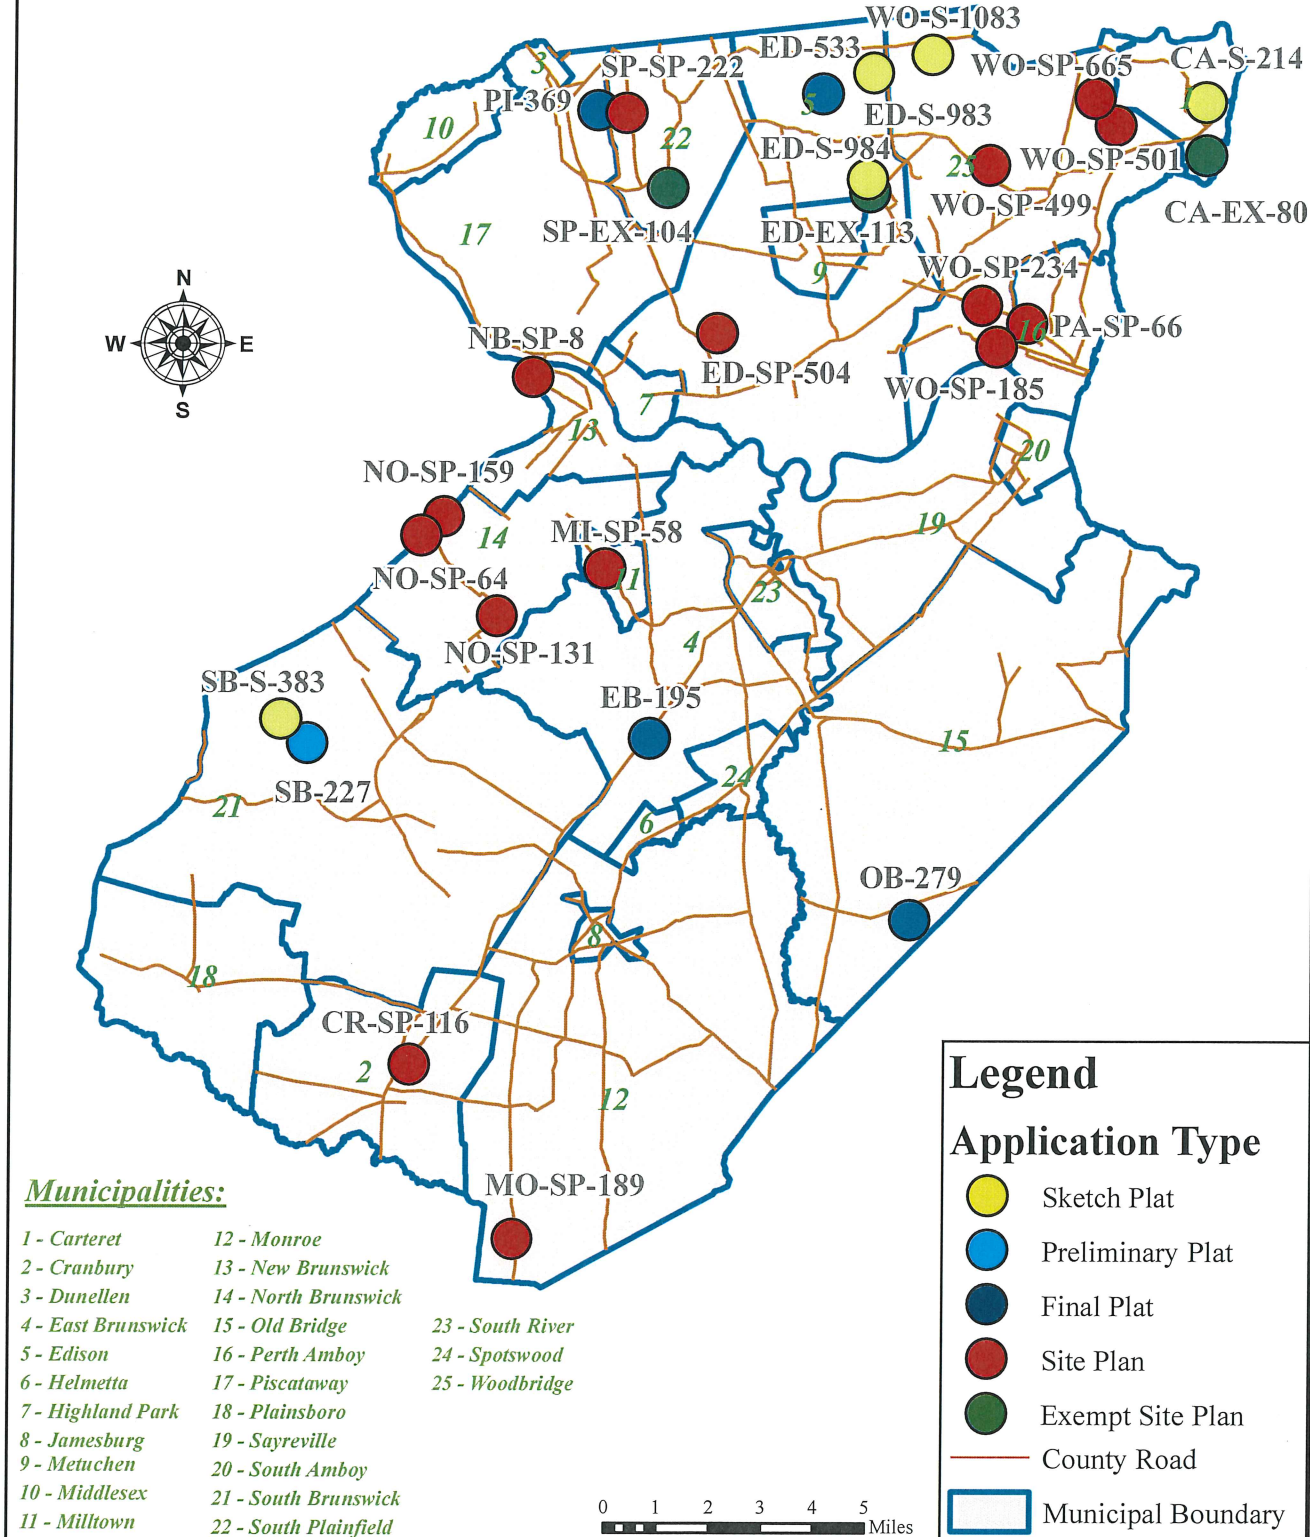 WO-S-1083
ED-533
CA-S-214
SP-SP-222
WO-SP-665
3
PI-369
5
1
ED-S-983
10
22
ED-S-984
25
WO-SP-501
WO-SP-499
CA-EX-80
17
SP-EX-104
ED-EX-113
9
WO-SP-234
N
W
E
S
NB-SP-8
16
PA-SP-66
ED-SP-504
WO-SP-185
7
13
20
NO-SP-159
19
14
MI-SP-58
NO-SP-64
11
23
4
NO-SP-131
SB-S-383
EB-195
15
24
SB-227
21
6
OB-279
8
18
CR-SP-116
2
12
MO-SP-189
Legend
Application Type
Sketch Plat
Preliminary Plat
Final Plat
Site Plan
Exempt Site Plan
County Road
Municipal Boundary
Municipalities:
1 - Carteret
2 - Cranbury
3 - Dunellen
4 - East Brunswick
5 - Edison
6 - Helmetta
7 - Highland Park
8 - Jamesburg
9 - Metuchen
10 - Middlesex
11 - Milltown
12 - Monroe
13 - New Brunswick
14 - North Brunswick
15 - Old Bridge
16 - Perth Amboy
17 - Piscataway
18 - Plainsboro
19 - Sayreville
20 - South Amboy
21 - South Brunswick
22 - South Plainfield
23 - South River
24 - Spotswood
25 - Woodbridge
0 1 2 3 4 5
Miles